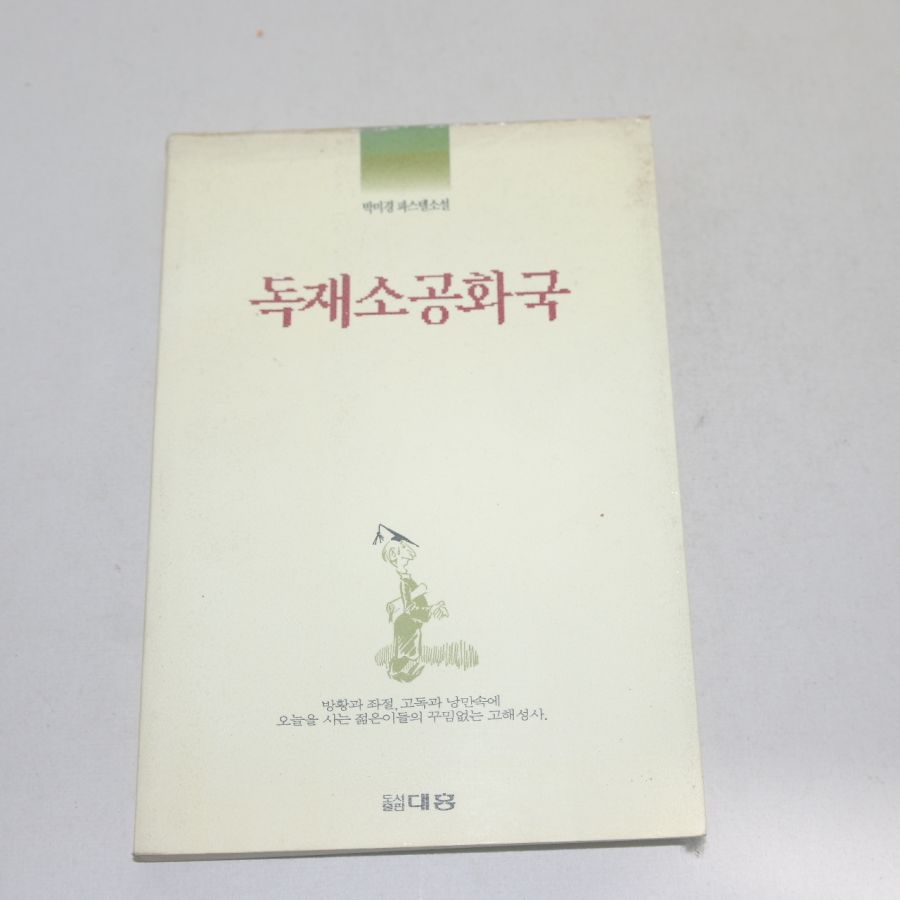 박미경 파스텔소설
독재소공화국
방황과 좌절, 고독과 낭만속에
오늘을 사는 젊은이들의 꾸밈없는 고해성사.
도서출판 대흥